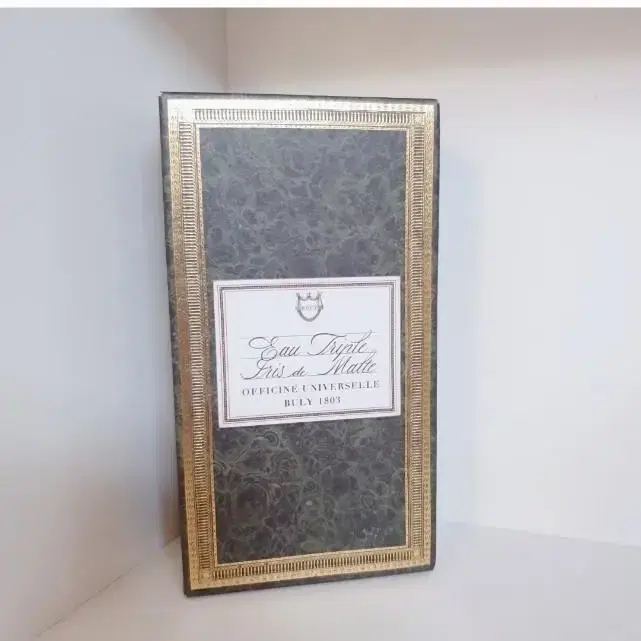 Eau Triple
Iris de Malte
OFFICINE UNIVERSELLE
BULY 1803